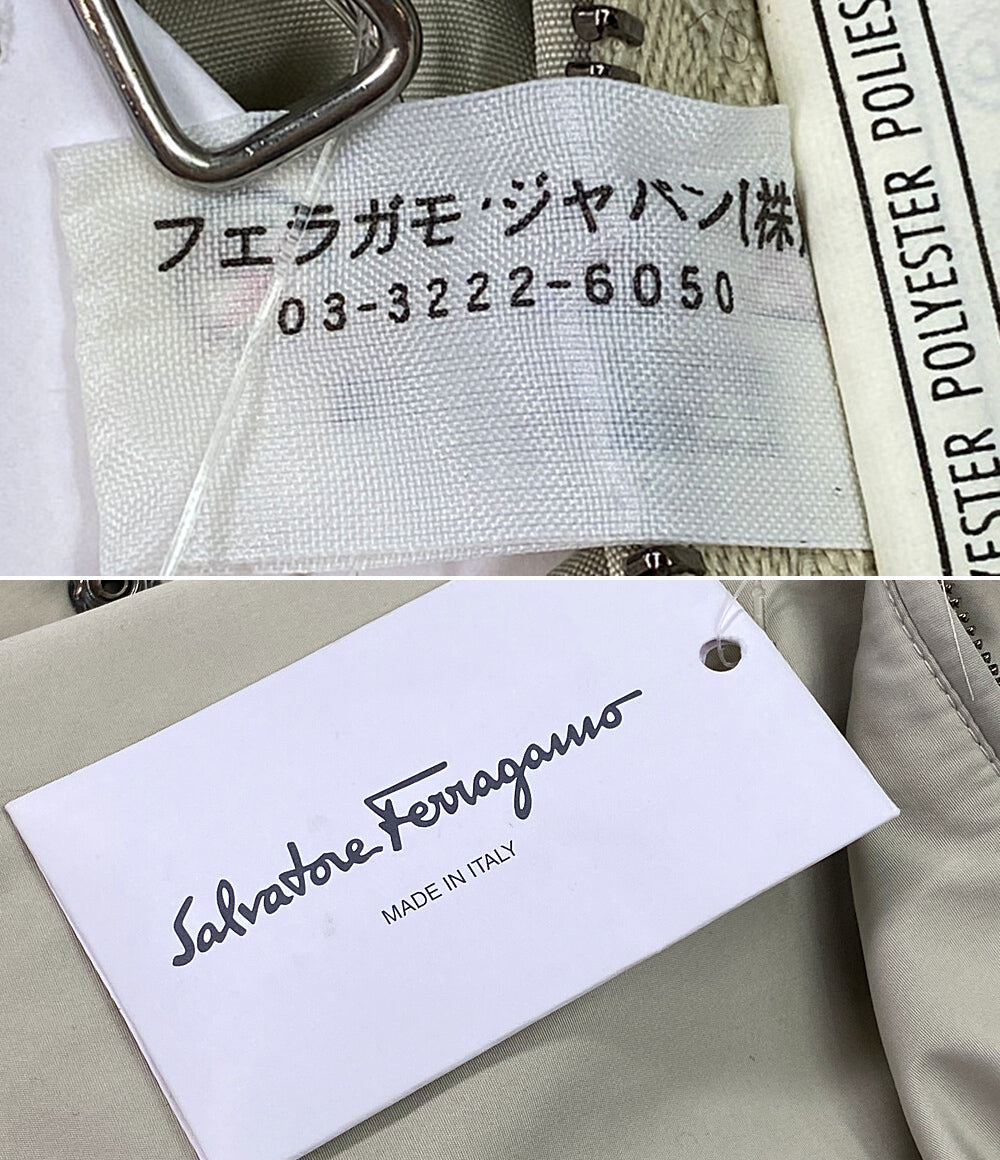 フェラガモ・ジャパン(株)
03-3222-6050
POLYESTER POLIES
YESTER POLYESTER
Salvatore Ferragamo
MADE IN ITALY